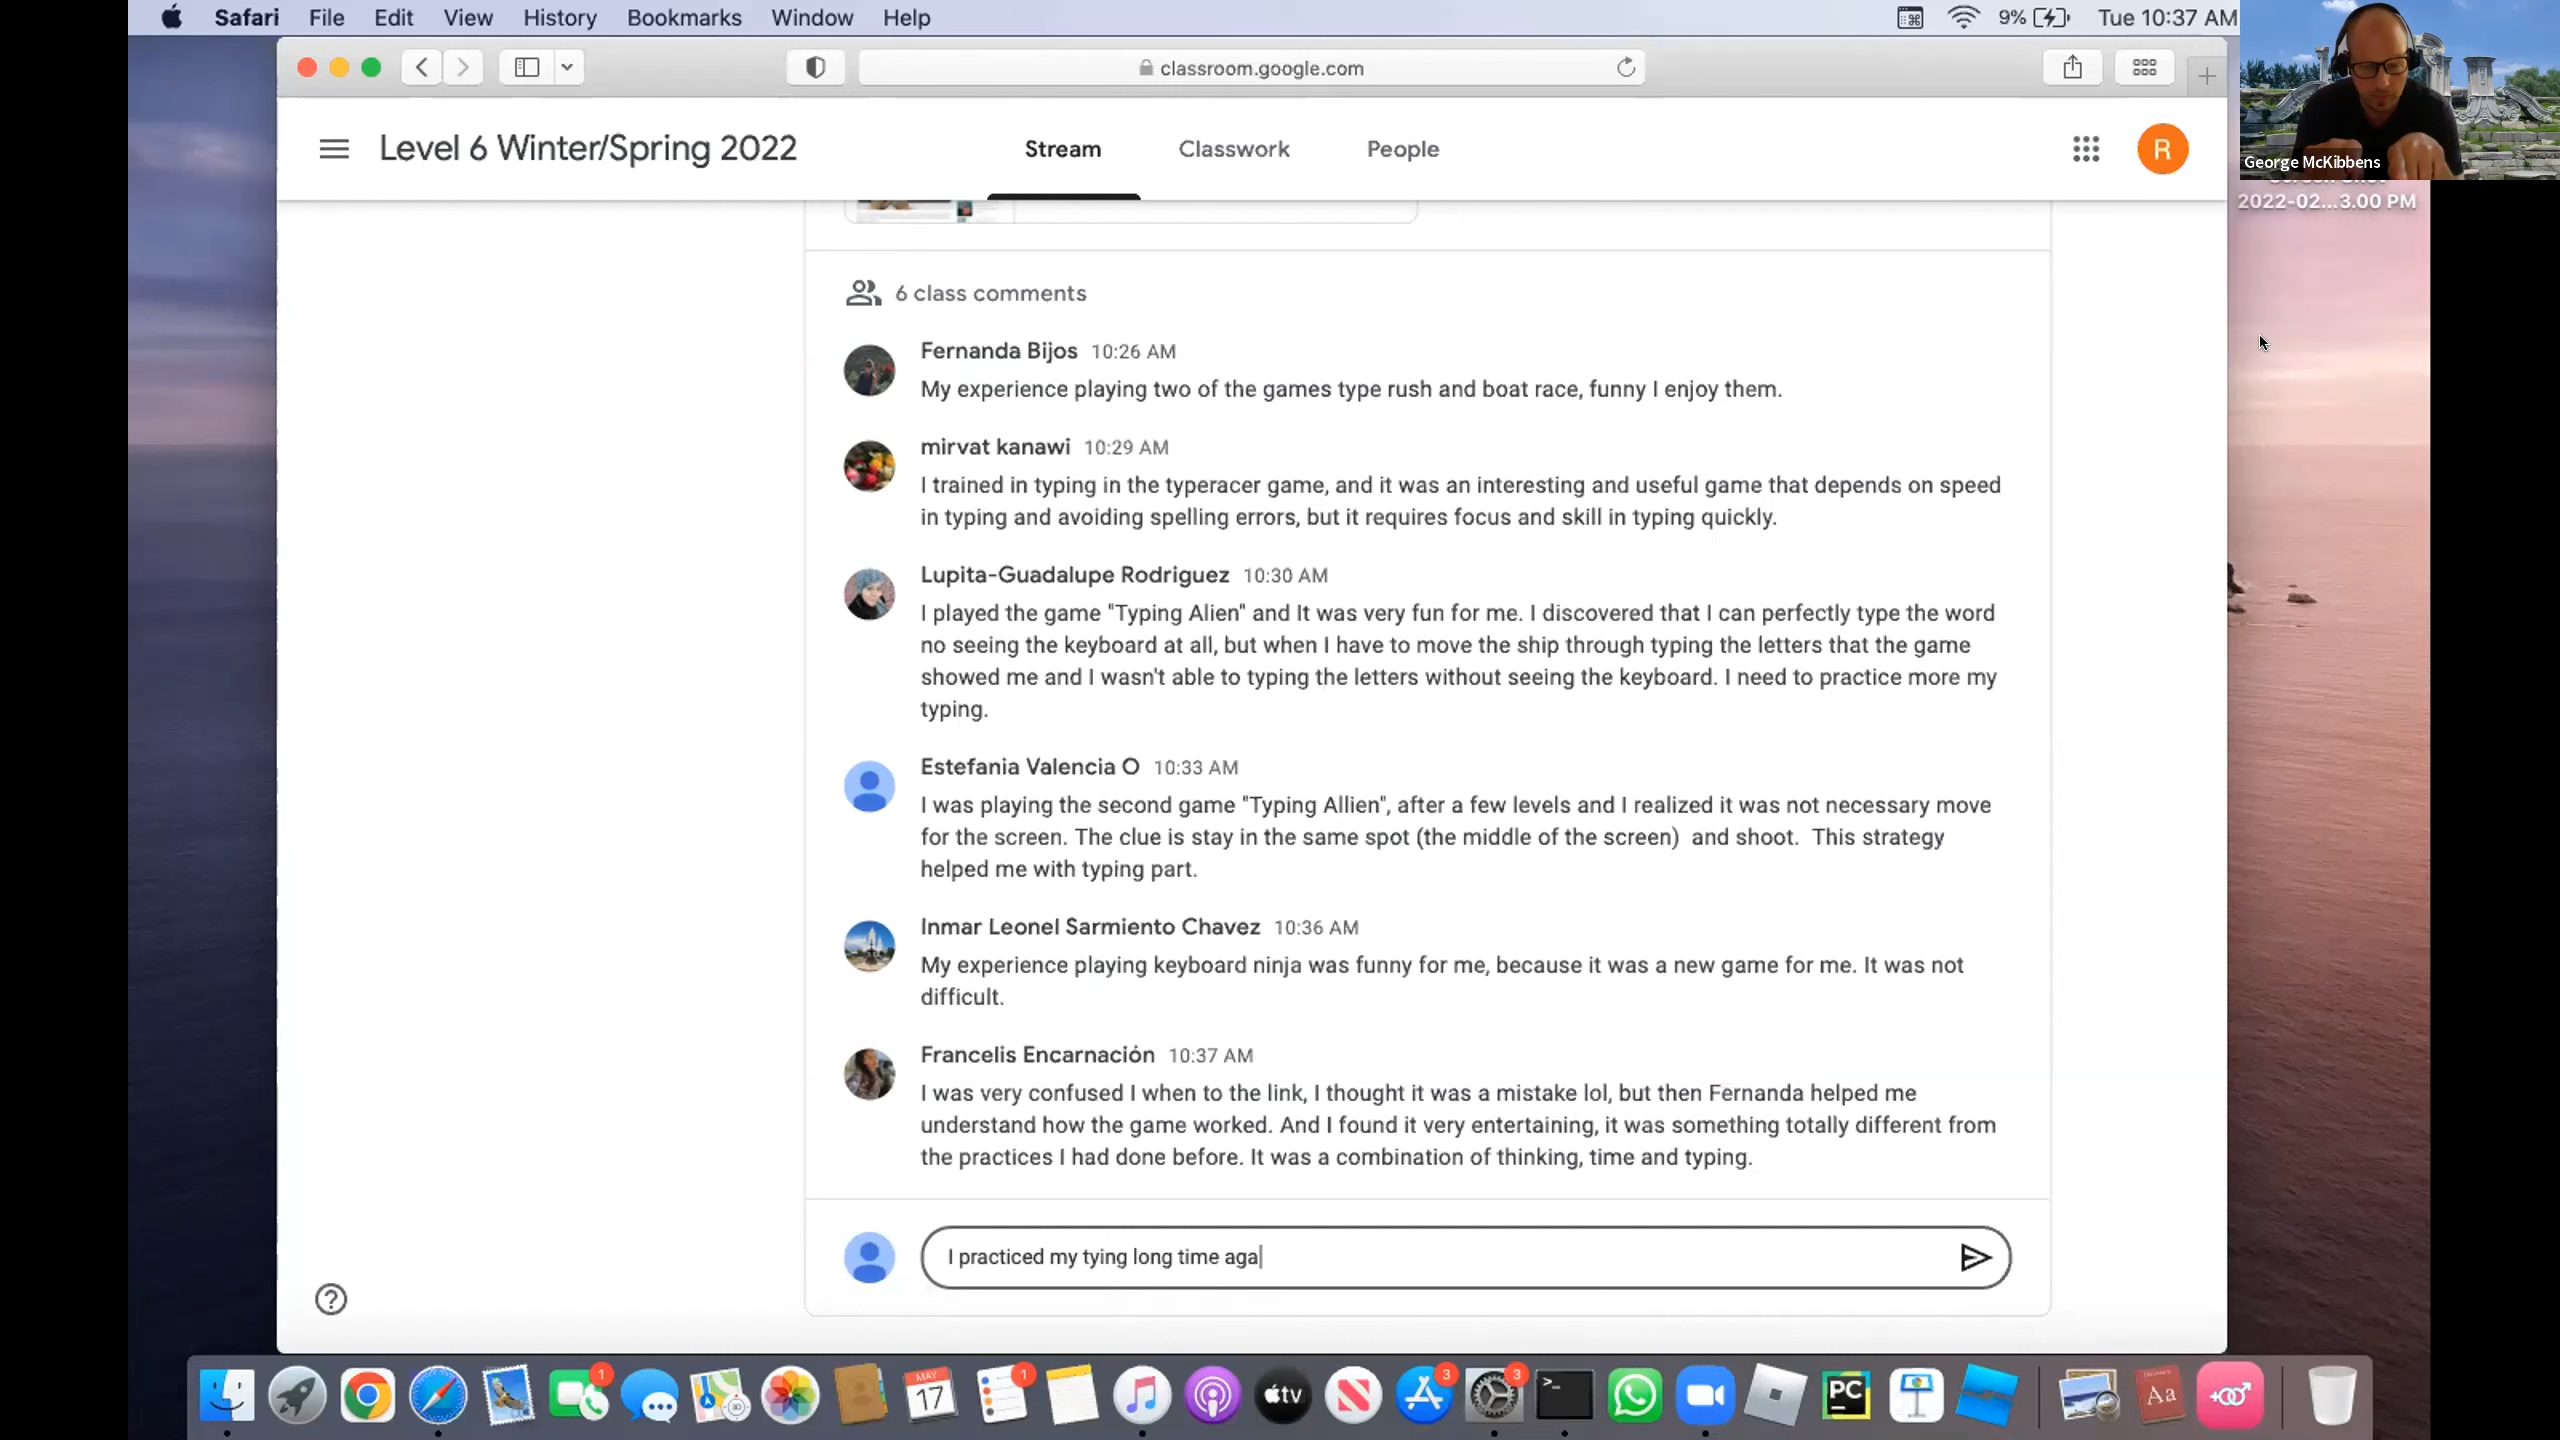 Safari File Edit View History Bookmarks Window Help 9% Tue 10:37 AM
classroom.google.com
George McKibbens
2022-02...3.00 PM
Level 6 Winter/Spring 2022 Stream Classwork People R
6 class comments
Fernanda Bijos 10:26 AM
My experience playing two of the games type rush and boat race, funny I enjoy them.
mirvat kanawi 10:29 AM
I trained in typing in the typeracer game, and it was an interesting and useful game that depends on speed
in typing and avoiding spelling errors, but it requires focus and skill in typing quickly.
Lupita-Guadalupe Rodriguez 10:30 AM
I played the game "Typing Alien" and It was very fun for me. I discovered that I can perfectly type the word
no seeing the keyboard at all, but when I have to move the ship through typing the letters that the game
showed me and I wasn't able to typing the letters without seeing the keyboard. I need to practice more my
typing.
Estefania Valencia O 10:33 AM
I was playing the second game "Typing Allien", after a few levels and I realized it was not necessary move
for the screen. The clue is stay in the same spot (the middle of the screen)  and shoot.  This strategy
helped me with typing part.
Inmar Leonel Sarmiento Chavez 10:36 AM
My experience playing keyboard ninja was funny for me, because it was a new game for me. It was not
difficult.
Francelis Encarnación 10:37 AM
I was very confused I when to the link, I thought it was a mistake lol, but then Fernanda helped me
understand how the game worked. And I found it very entertaining, it was something totally different from
the practices I had done before. It was a combination of thinking, time and typing.
I practiced my tying long time aga
1 MAY 17 1 tv 3 3 PC Aa